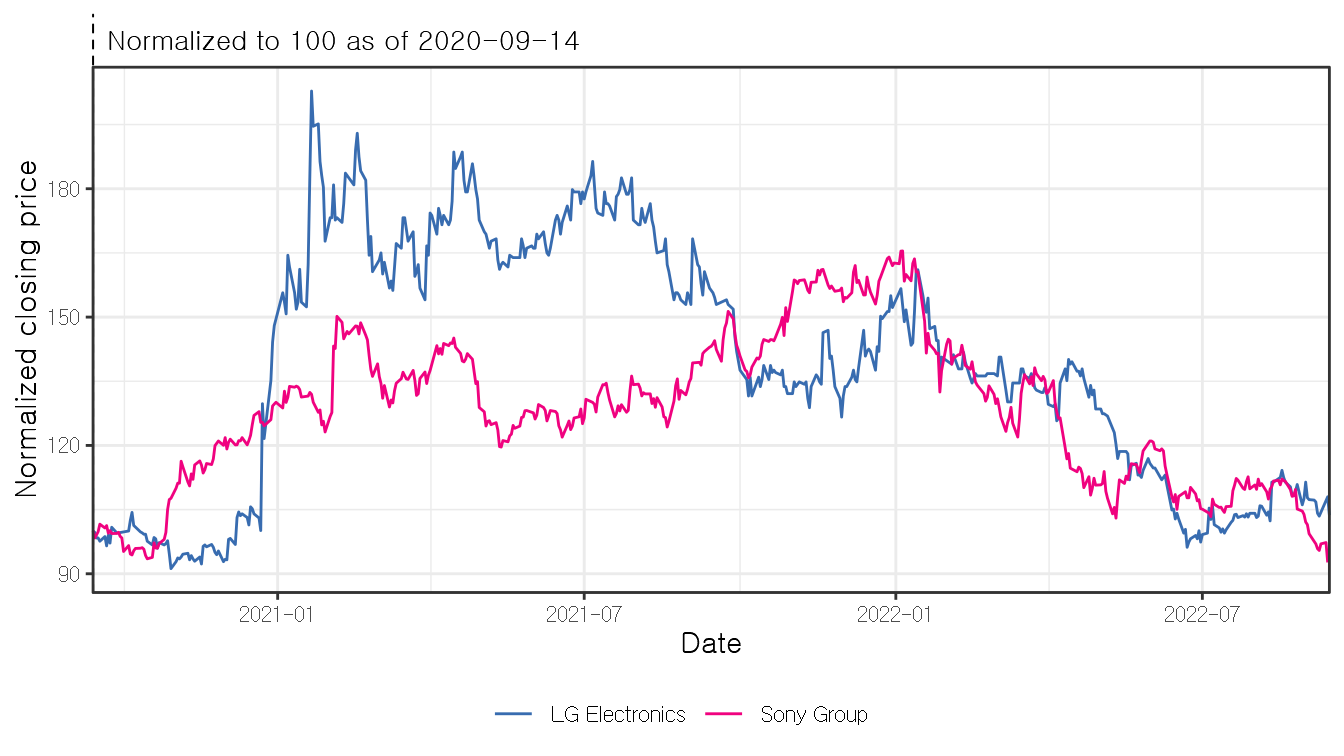 Normalized to 100 as of 2020-09-14
Normalized closing price
180
150
120
90
2021-01
2021-07
2022-01
2022-07
Date
LG Electronics
Sony Group